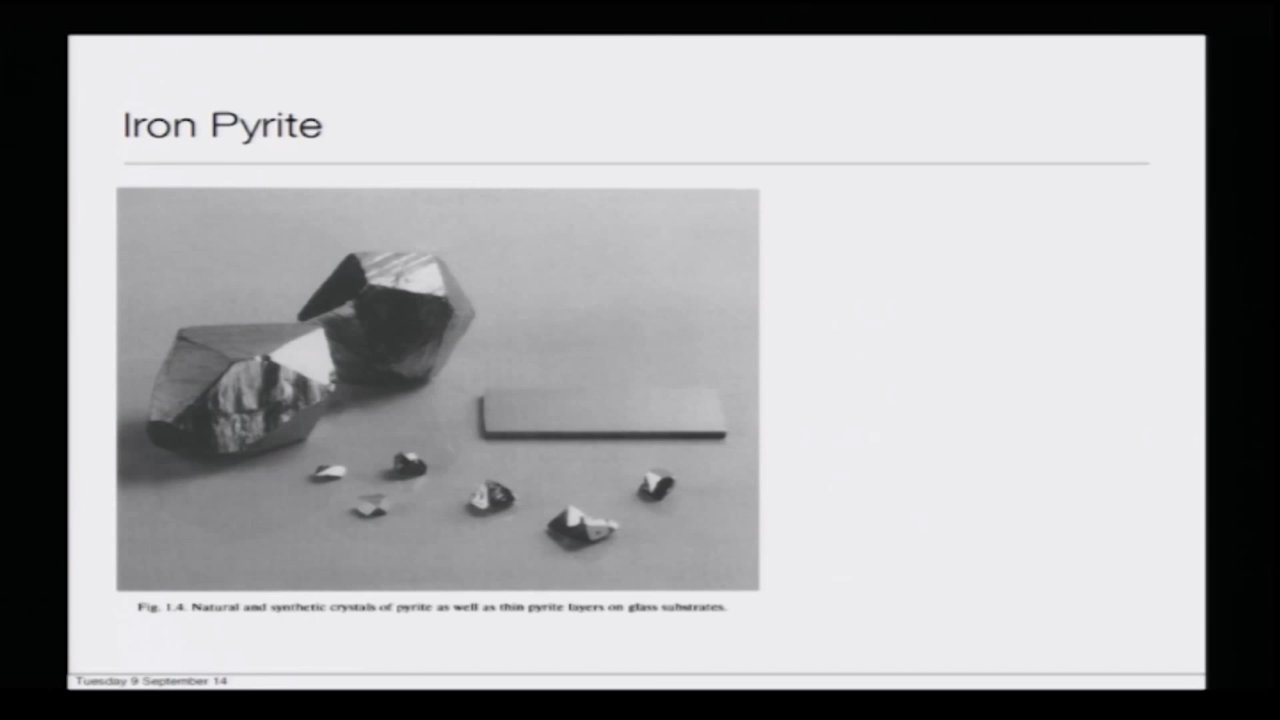 Iron Pyrite
Fig. 1.4. Natural and synthetic crystals of pyrite as well as thin pyrite layers on glass substrates.
Tuesday 9 September 14